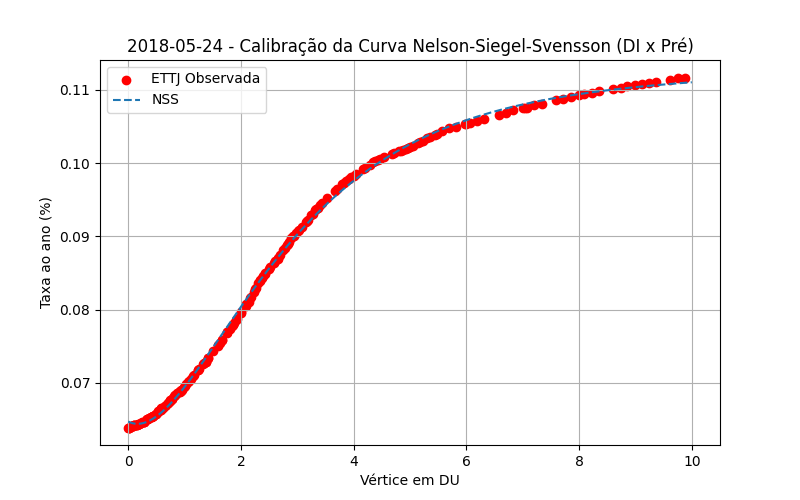 2018-05-24 - Calibração da Curva Nelson-Siegel-Svensson (DI x Pré)
ETTJ Observada
NSS
Taxa ao ano (%)
0.11
0.10
0.09
0.08
0.07
0
2
4
6
8
10
Vértice em DU